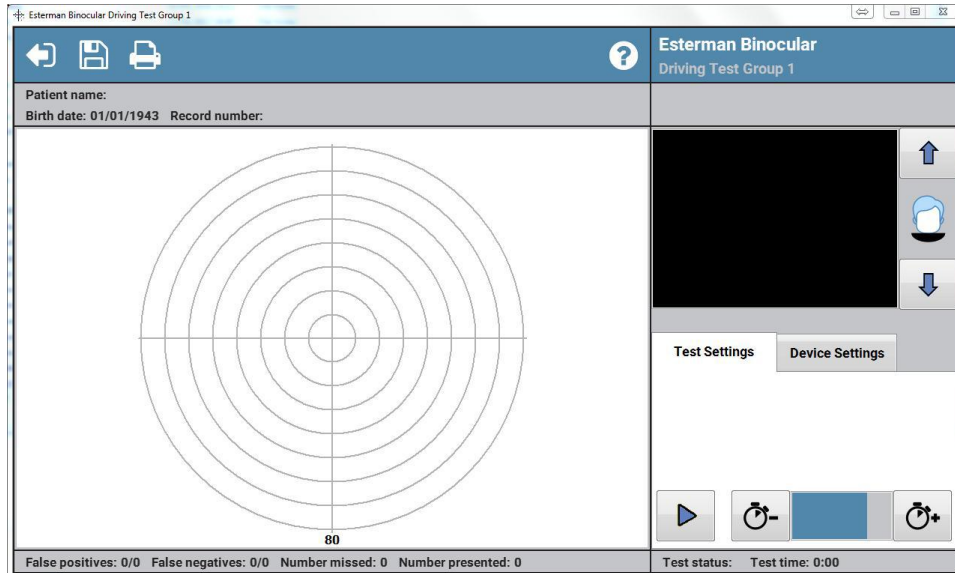 Esterman Binocular Driving Test Group 1
?
Esterman Binocular
Driving Test Group 1
Patient name:
Birth date: 01/01/1943 Record number:
Test Settings
Device Settings
80
False positives: 0/0 False negatives: 0/0 Number missed: 0 Number presented: 0
Test status: Test time: 0:00